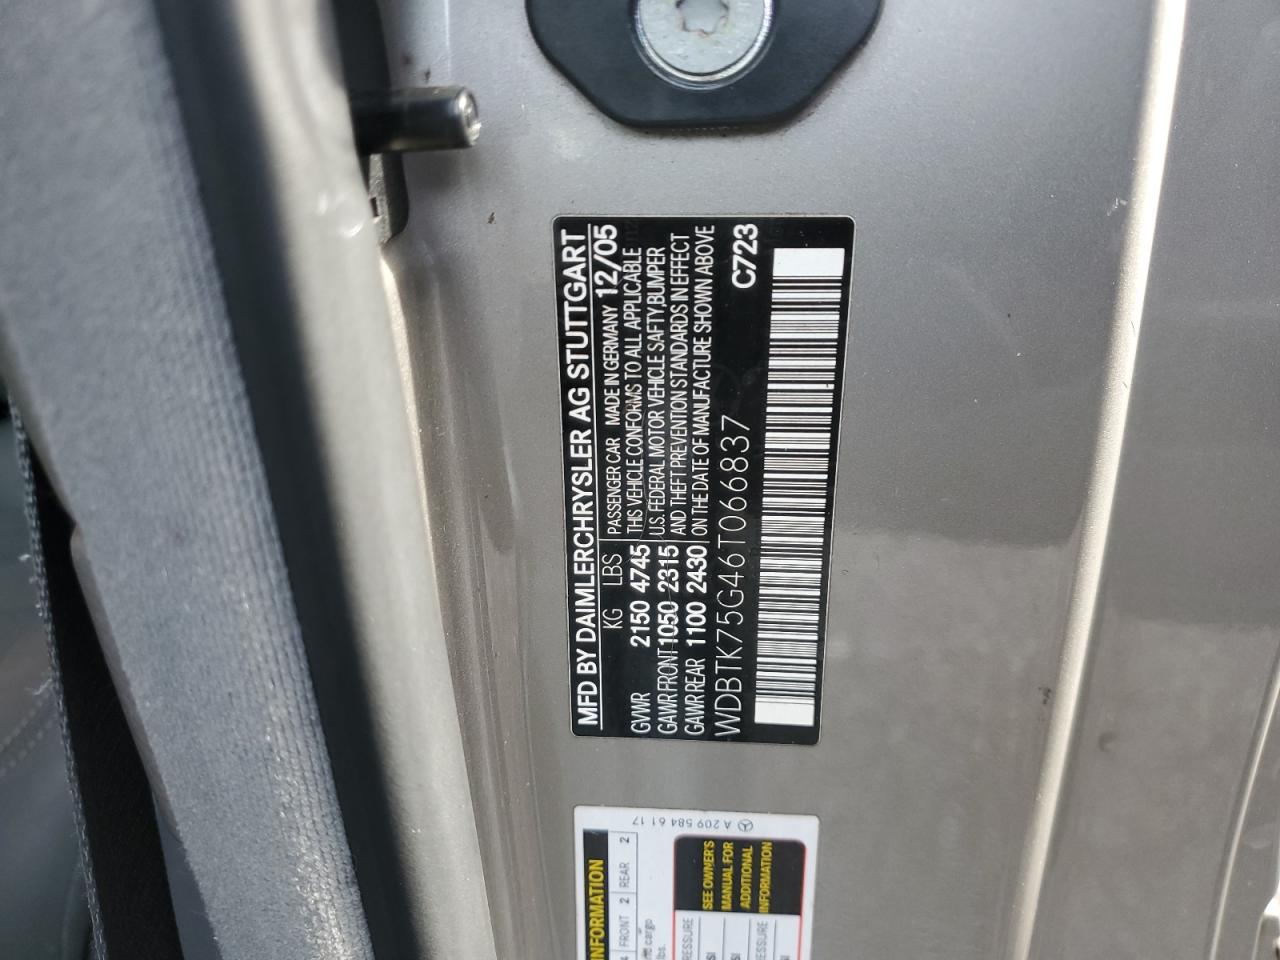 MFD BY DAIMLERCHRYSLER AG STUTTGART
KG LBS PASSENGER CAR MADE IN GERMANY 12/05
GVWR 2150 4745 THIS VEHICLE CONFORMS TO ALL APPLICABLE
GAWR FRONT 1050 2315 U.S. FEDERAL MOTOR VEHICLE SAFTY,BUMPER
AND THEFT PREVENTION STANDARDS IN EFFECT
GAWR REAR 1100 2430 ON THE DATE OF MANUFACTURE SHOWN ABOVE
WDBTK75G46T066837 C723
A 209 584 61 17
INFORMATION
4 FRONT 2 REAR 2
cargo
lbs.
SEE OWNER'S
MANUAL FOR
ADDITIONAL
INFORMATION